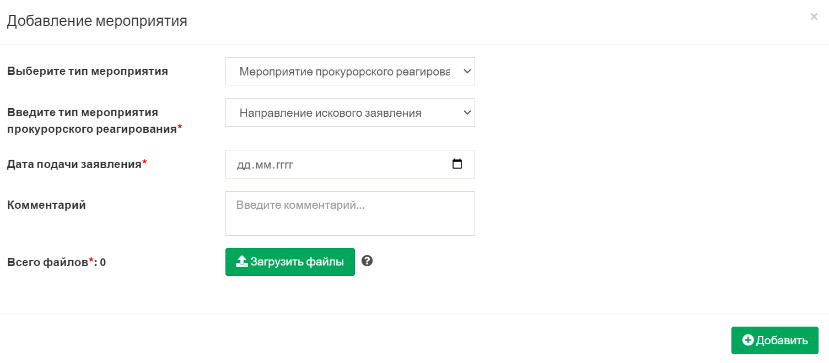 Добавление мероприятия
×
Выберите тип мероприятия
Мероприятие прокурорского реагирова
Введите тип мероприятия
прокурорского реагирования*
Направление искового заявления
Дата подачи заявления*
дд.мм.гггг
Комментарий
Введите комментарий...
Всего файлов*: 0
Загрузить файлы
?
Добавить